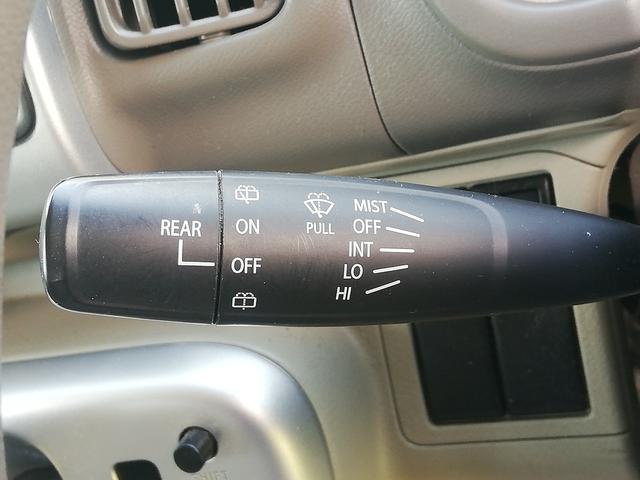 REAR
ON
OFF
PULL
MIST
OFF
INT
LO
HI